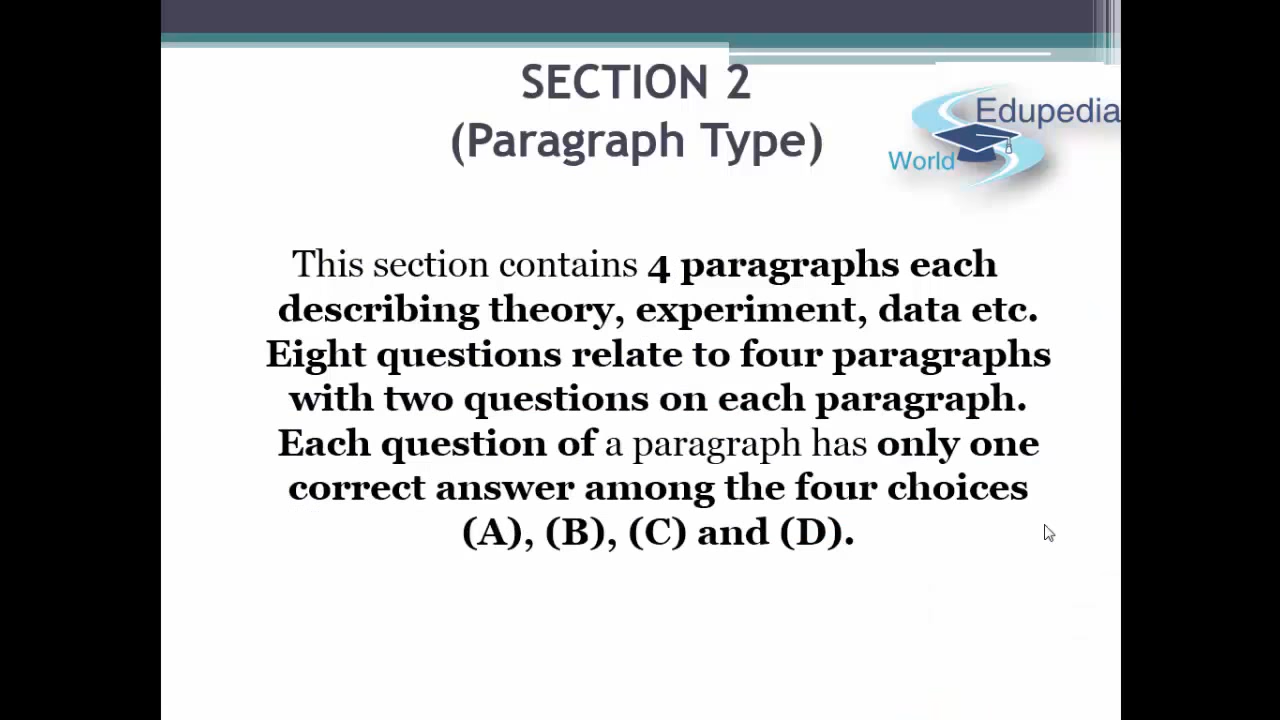 SECTION 2
(Paragraph Type)
Edupedia
World
This section contains 4 paragraphs each
describing theory, experiment, data etc.
Eight questions relate to four paragraphs
with two questions on each paragraph.
Each question of a paragraph has only one
correct answer among the four choices
(A), (B), (C) and (D).